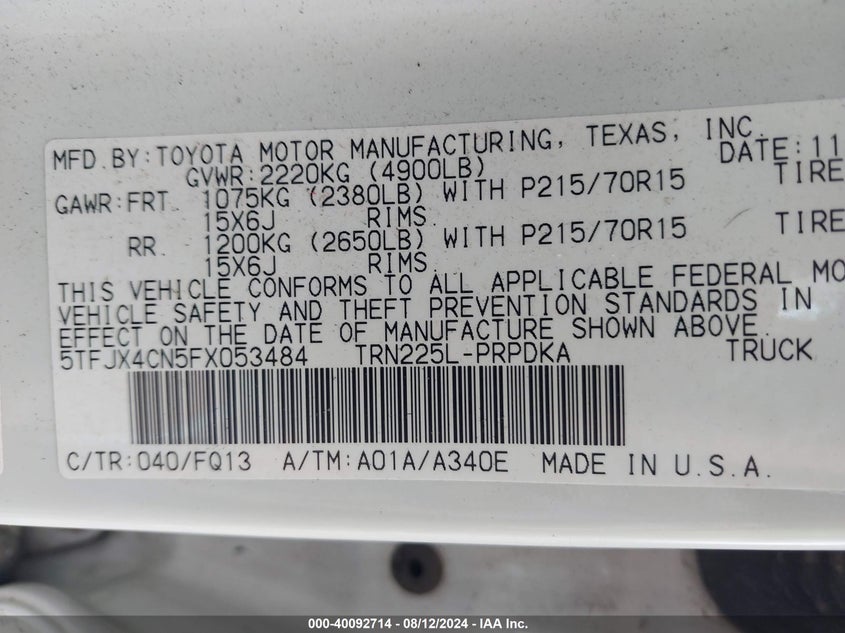 MFD.BY:TOYOTA MOTOR MANUFACTURING, TEXAS, INC.
GVWR:2220KG (4900LB) DATE:11
GAWR:FRT. 1075KG (2380LB) WITH P215/70R15 TIRE
15X6J RIMS.
RR. 1200KG (2650LB) WITH P215/70R15 TIRE
15X6J RIMS.
THIS VEHICLE CONFORMS TO ALL APPLICABLE FEDERAL MO
VEHICLE SAFETY AND THEFT PREVENTION STANDARDS IN
EFFECT ON THE DATE OF MANUFACTURE SHOWN ABOVE.
5TFJX4CN5FX053484 TRN225L-PRPDKA TRUCK
C/TR:040/FQ13 A/TM:A01A/A340E MADE IN U.S.A.
000-40092714 - 08/12/2024 - IAA Inc.